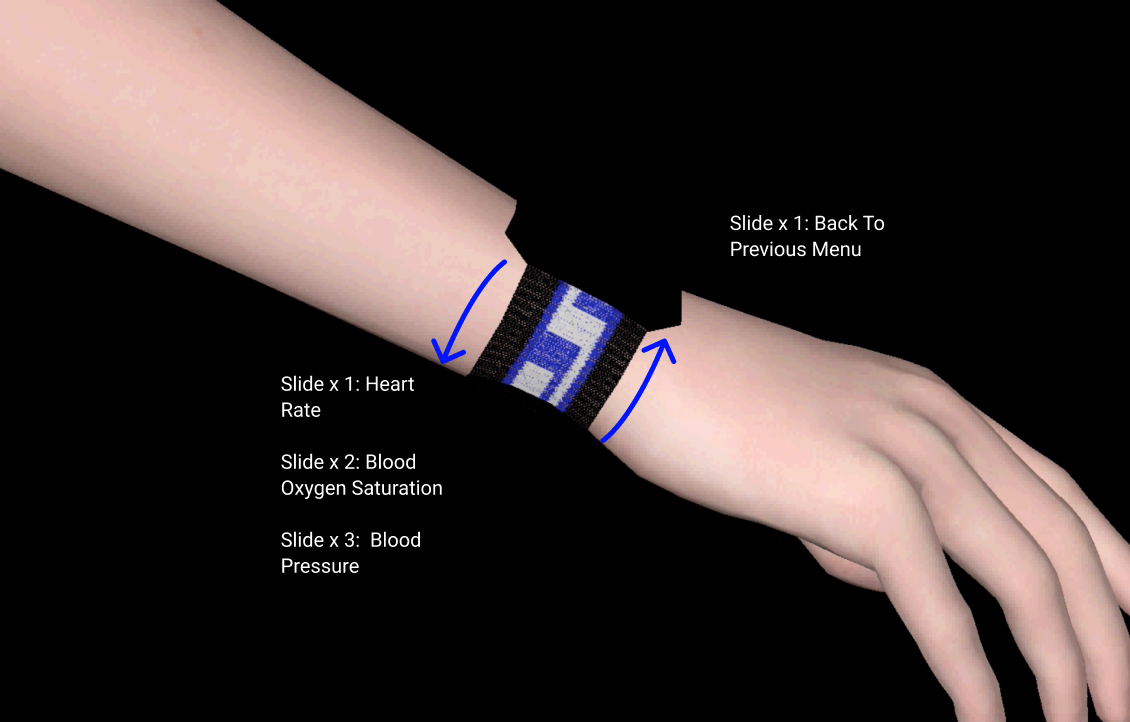 Slide x 1: Back To
Previous Menu
Slide x 1: Heart
Rate
Slide x 2: Blood
Oxygen Saturation
Slide x 3:  Blood
Pressure